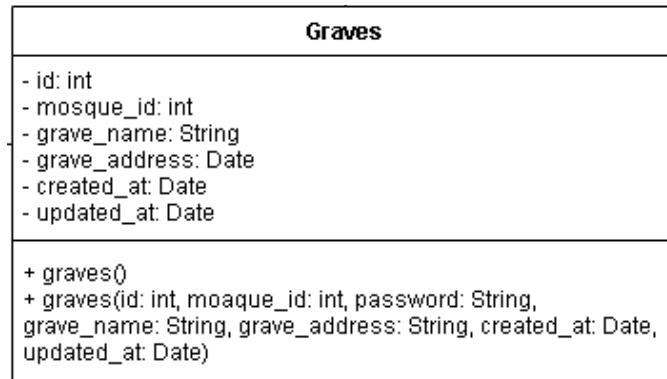 Graves
- id: int
- mosque_id: int
- grave_name: String
- grave_address: Date
- created_at: Date
- updated_at: Date
+ graves()
+ graves(id: int, moaque_id: int, password: String,
grave_name: String, grave_address: String, created_at: Date,
updated_at: Date)